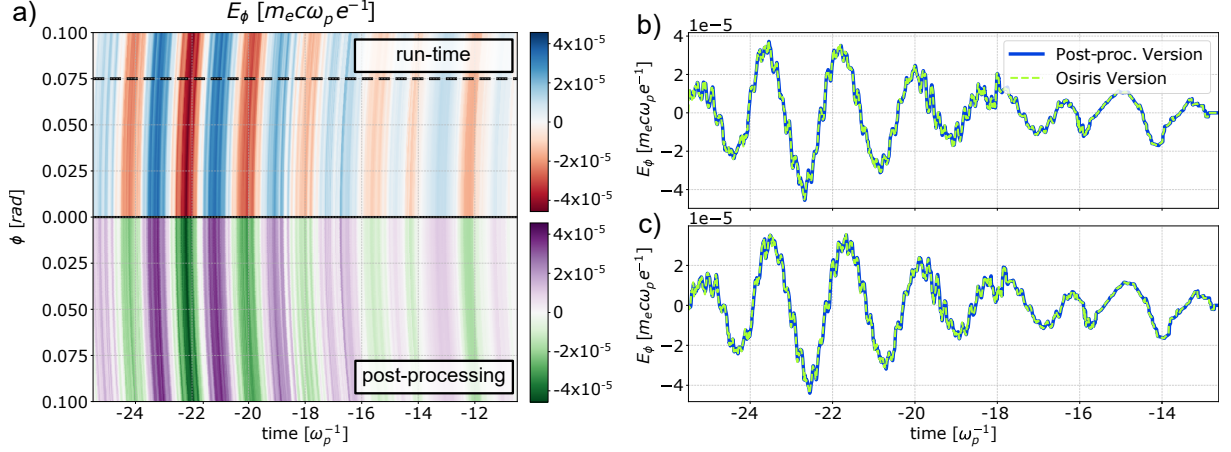 a)
E_ϕ [m_e cω_p e^-1]
0.100
0.075
0.050
0.025
0.000
0.025
0.050
0.075
0.100
ϕ [rad]
run-time
post-processing
-24 -22 -20 -18 -16 -14 -12
time [ω_p^-1]
4x10^-5
2x10^-5
0
-2x10^-5
-4x10^-5
4x10^-5
2x10^-5
0
-2x10^-5
-4x10^-5
b)
1e−5
4
2
0
−2
−4
E_ϕ [m_e cω_p e^-1]
Post-proc. Version
Osiris Version
c)
1e−5
2
0
−2
−4
E_ϕ [m_e cω_p e^-1]
-24 -22 -20 -18 -16 -14
time [ω_p^-1]